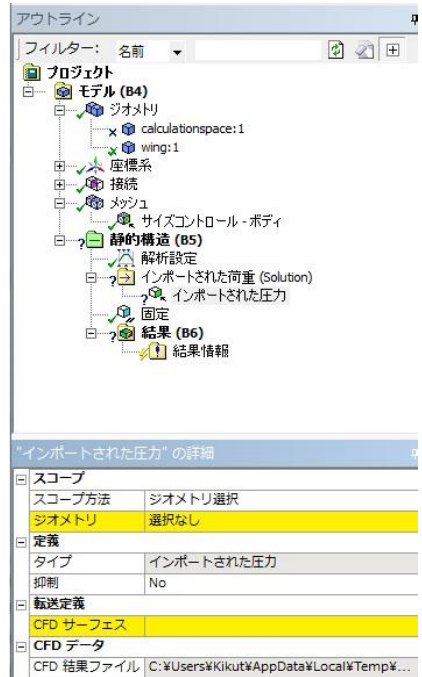 アウトライン
フィルター: 名前
プロジェクト
モデル (B4)
ジオメトリ
calculationspace:1
wing:1
座標系
接続
メッシュ
サイズコントロール - ボディ
静的構造 (B5)
解析設定
インポートされた荷重 (Solution)
インポートされた圧力
固定
結果 (B6)
結果情報
"インポートされた圧力" の詳細
スコープ
スコープ方法 ジオメトリ選択
ジオメトリ 選択なし
定義
タイプ インポートされた圧力
抑制 No
転送定義
CFD サーフェス
CFD データ
CFD 結果ファイル C:¥Users¥Kikut¥AppData¥Local¥Temp¥...